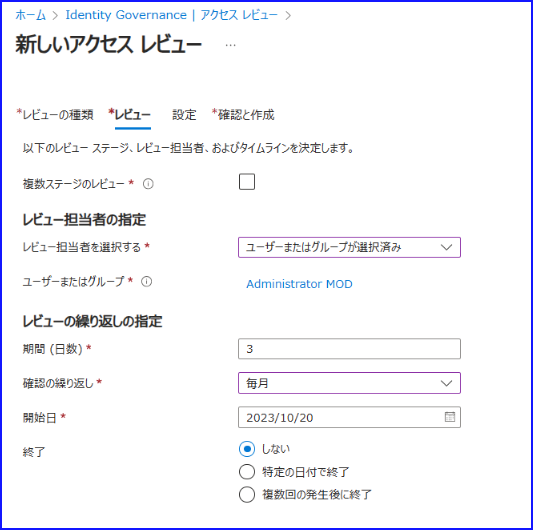 ホーム > Identity Governance | アクセス レビュー >
新しいアクセス レビュー ...
*レビューの種類 *レビュー 設定 *確認と作成
以下のレビュー ステージ、レビュー担当者、およびタイムラインを決定します。
複数ステージのレビュー *
レビュー担当者の指定
レビュー担当者を選択する * ユーザーまたはグループが選択済み
ユーザーまたはグループ * Administrator MOD
レビューの繰り返しの指定
期間 (日数) * 3
確認の繰り返し * 毎月
開始日 * 2023/10/20
終了 しない
特定の日付で終了
複数回の発生後に終了